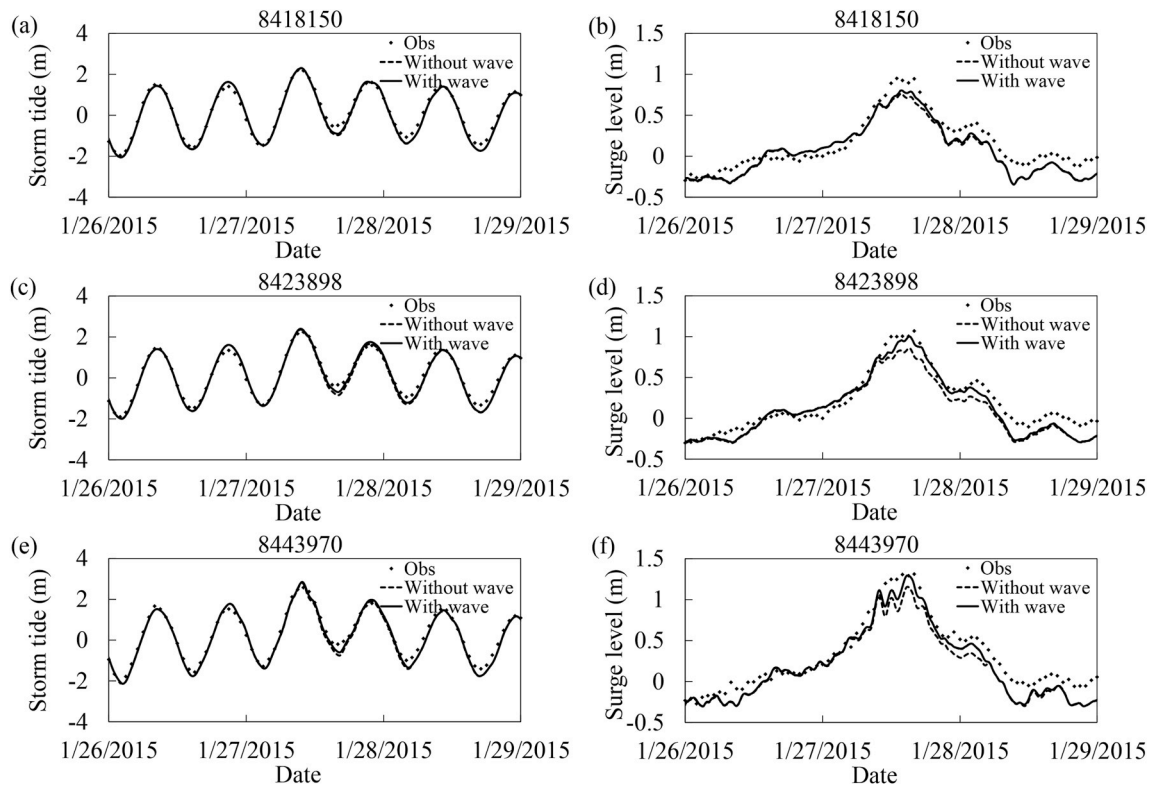 (a)
8418150
4
2
0
-2
-4
Storm tide (m)
Obs
Without wave
With wave
1/26/2015
1/27/2015
1/28/2015
1/29/2015
Date
(b)
8418150
1.5
1
0.5
0
-0.5
Surge level (m)
Obs
Without wave
With wave
1/26/2015
1/27/2015
1/28/2015
1/29/2015
Date
(c)
8423898
4
2
0
-2
-4
Storm tide (m)
Obs
Without wave
With wave
1/26/2015
1/27/2015
1/28/2015
1/29/2015
Date
(d)
8423898
1.5
1
0.5
0
-0.5
Surge level (m)
Obs
Without wave
With wave
1/26/2015
1/27/2015
1/28/2015
1/29/2015
Date
(e)
8443970
4
2
0
-2
-4
Storm tide (m)
Obs
Without wave
With wave
1/26/2015
1/27/2015
1/28/2015
1/29/2015
Date
(f)
8443970
1.5
1
0.5
0
-0.5
Surge level (m)
Obs
Without wave
With wave
1/26/2015
1/27/2015
1/28/2015
1/29/2015
Date